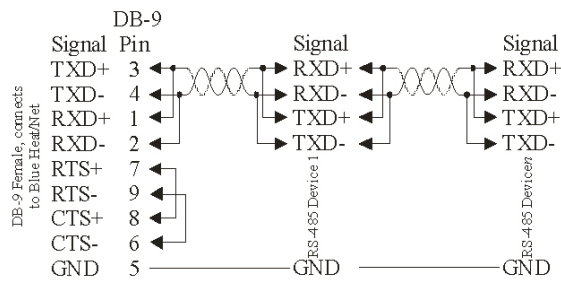 DB-9
Signal Pin Signal Signal
TXD+ 3 RXD+ RXD+
TXD- 4 RXD- RXD-
RXD+ 1 TXD+ TXD+
RXD- 2 TXD- TXD-
RTS+ 7
RTS- 9
CTS+ 8
CTS- 6
GND 5 GND GND
DB-9 Female, connects
to Blue Heat/Net
RS-485 Device 1
RS-485 Devicen